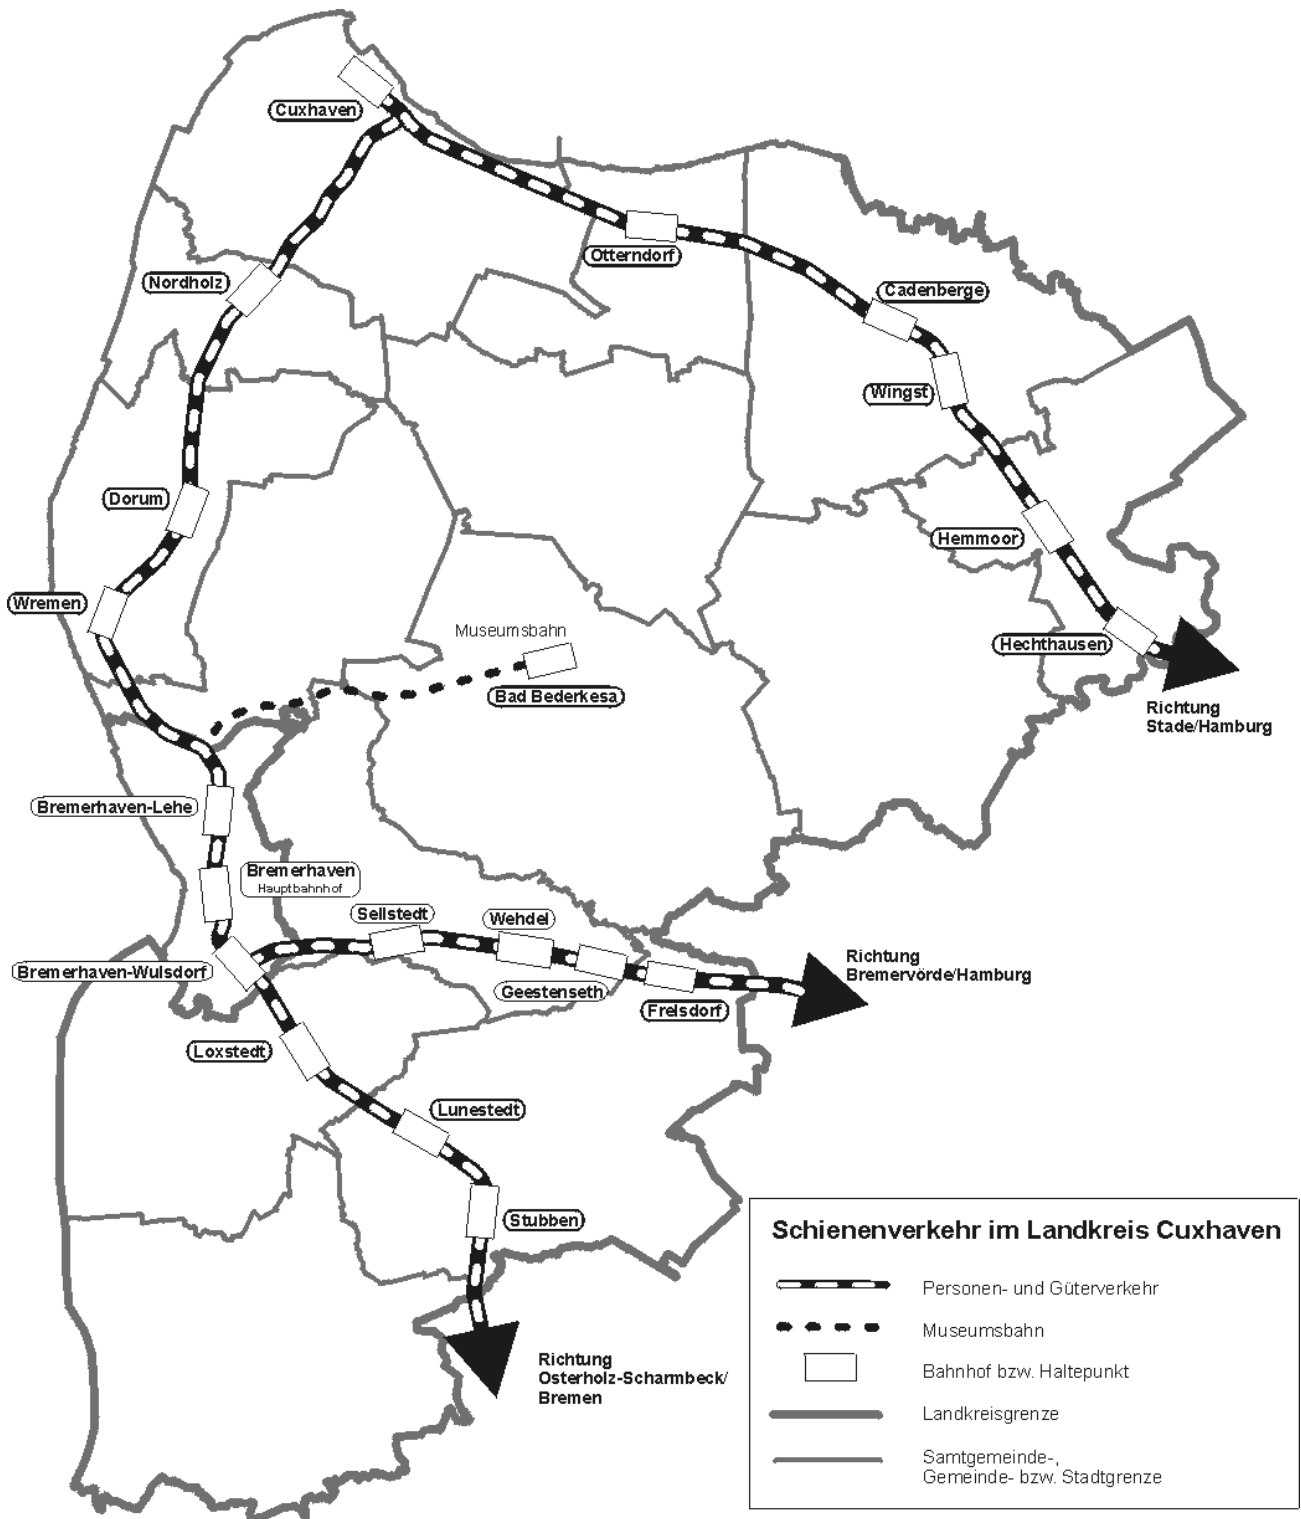 Cuxhaven
Otterndorf
Nordholz
Cadenberge
Wingst
Dorum
Hemmoor
Wremen
Museumsbahn
Hechthausen
Bad Bederkesa
Richtung
Stade/Hamburg
Bremerhaven-Lehe
Bremerhaven
Hauptbahnhof
Sellstedt
Wehdel
Bremerhaven-Wulsdorf
Geestenseth
Frelsdorf
Richtung
Bremervörde/Hamburg
Loxstedt
Lunestedt
Stubben
Richtung
Osterholz-Scharmbeck/
Bremen
Schienenverkehr im Landkreis Cuxhaven
Personen- und Güterverkehr
Museumsbahn
Bahnhof bzw. Haltepunkt
Landkreisgrenze
Samtgemeinde-,
Gemeinde- bzw. Stadtgrenze